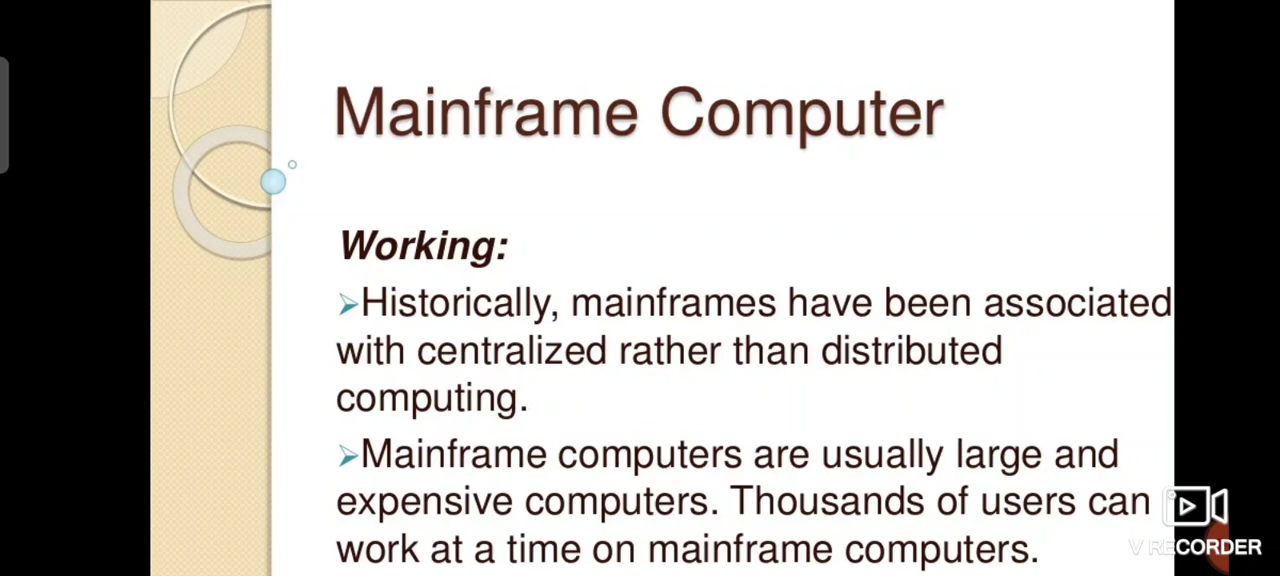 Mainframe Computer
Working:
➢Historically, mainframes have been associated
with centralized rather than distributed
computing.
➢Mainframe computers are usually large and
expensive computers. Thousands of users can
work at a time on mainframe computers.
V RECORDER